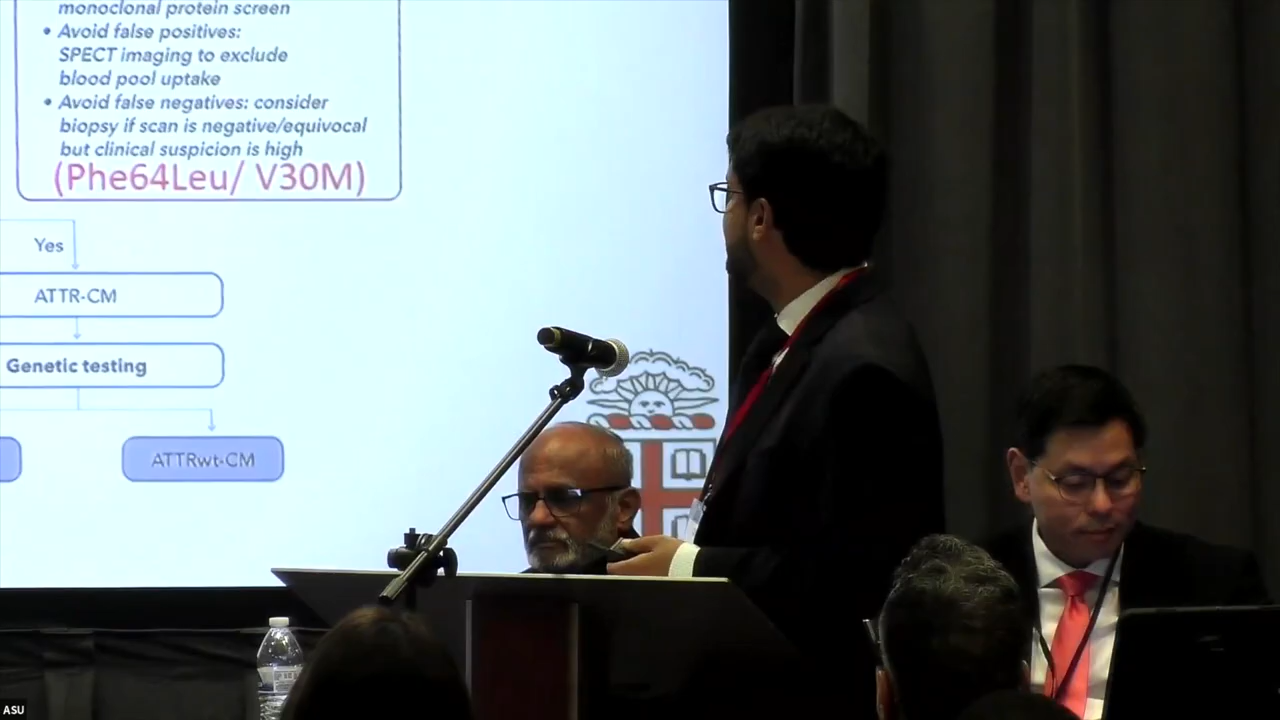 monoclonal protein screen
• Avoid false positives:
SPECT imaging to exclude
blood pool uptake
• Avoid false negatives: consider
biopsy if scan is negative/equivocal
but clinical suspicion is high
(Phe64Leu/ V30M)
Yes
ATTR-CM
Genetic testing
ATTRwt-CM
ASU